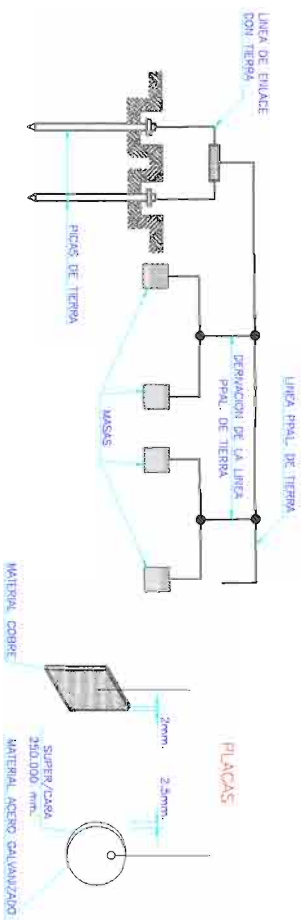 LINEA DE ENLACE
DON TIERRA
LINEA PPAL. DE TIERRA
DERIVACION DE LA LINEA
PPAL. DE TIERRA
PICAS DE TIERRA
MASAS
PLACAS
2mm.
2.5mm.
MATERIAL COBRE
SUPER/CARA
250.000 mm.
MATERIAL ACERO GALVANIZADO